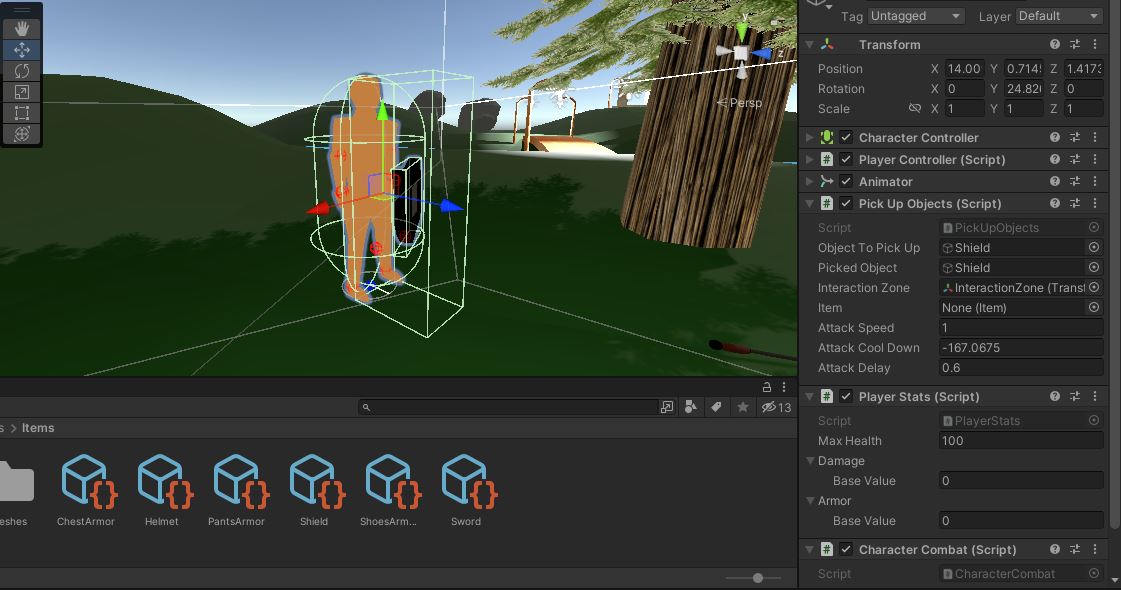 Tag Untagged Layer Default
Transform
Position X 14.00 Y 0.714 Z 1.4173
Rotation X 0 Y 24.82 Z 0
Scale X 1 Y 1 Z 1
Character Controller
Player Controller (Script)
Animator
Pick Up Objects (Script)
Script PickUpObjects
Object To Pick Up Shield
Picked Object Shield
Interaction Zone InteractionZone (Transf
Item None (Item)
Attack Speed 1
Attack Cool Down -167.0675
Attack Delay 0.6
Player Stats (Script)
Script PlayerStats
Max Health 100
Damage
Base Value 0
Armor
Base Value 0
Character Combat (Script)
Script CharacterCombat
y
z
Persp
13
s > Items
eshes
ChestArmor
Helmet
PantsArmor
Shield
ShoesArm...
Sword